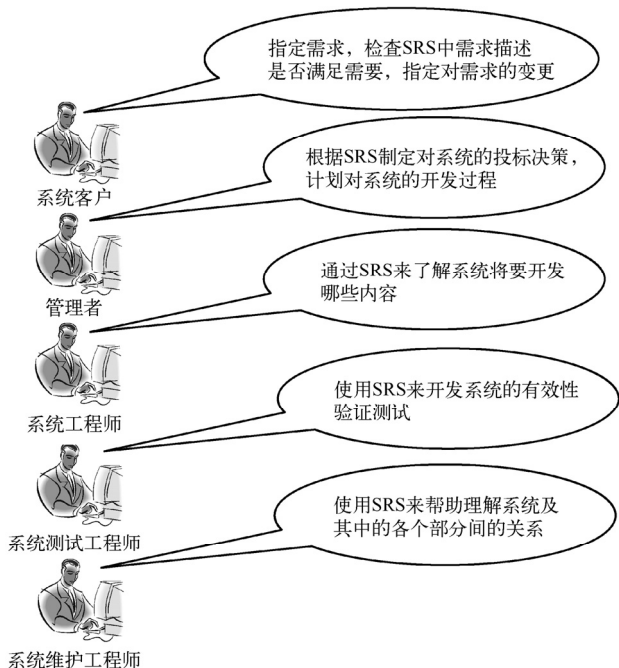 指定需求，检查SRS中需求描述
是否满足需要，指定对需求的变更
系统客户
根据SRS制定对系统的投标决策，
计划对系统的开发过程
管理者
通过SRS来了解系统将要开发
哪些内容
系统工程师
使用SRS来开发系统的有效性
验证测试
系统测试工程师
使用SRS来帮助理解系统及
其中的各个部分间的关系
系统维护工程师